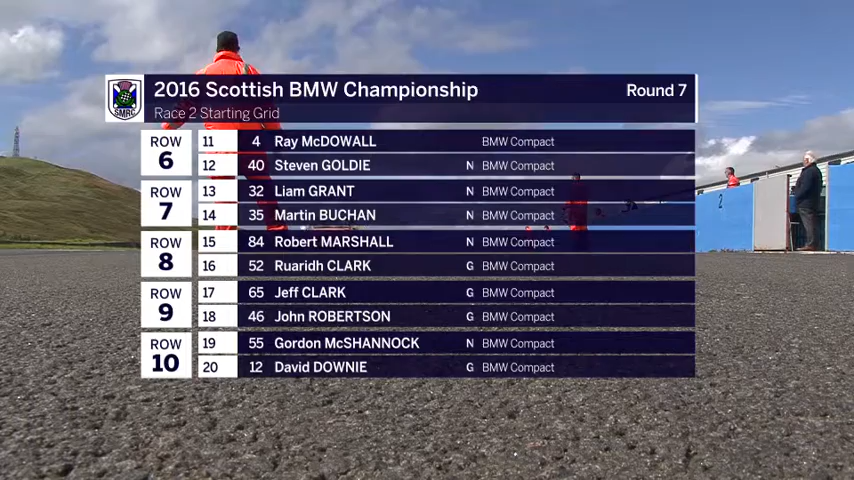 2016 Scottish BMW Championship Round 7
SMRC Race 2 Starting Grid
ROW 6 11 4 Ray McDOWALL BMW Compact
12 40 Steven GOLDIE N BMW Compact
ROW 7 13 32 Liam GRANT N BMW Compact
14 35 Martin BUCHAN N BMW Compact
ROW 8 15 84 Robert MARSHALL N BMW Compact
16 52 Ruaridh CLARK G BMW Compact
ROW 9 17 65 Jeff CLARK G BMW Compact
18 46 John ROBERTSON G BMW Compact
ROW 10 19 55 Gordon McSHANNOCK N BMW Compact
20 12 David DOWNIE G BMW Compact
2